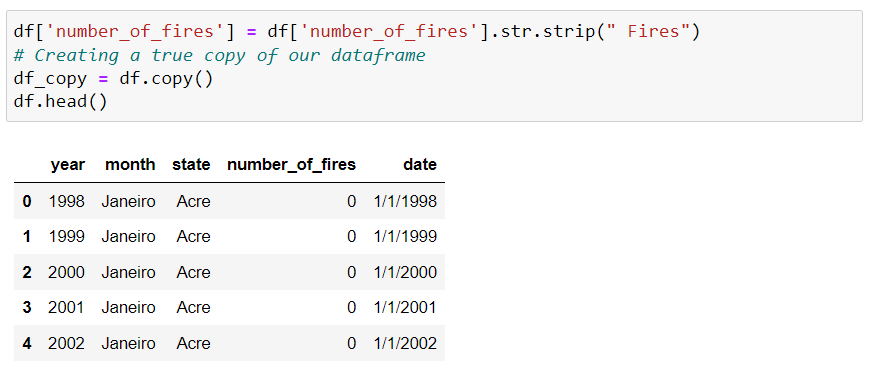 df['number_of_fires'] = df['number_of_fires'].str.strip(" Fires")
# Creating a true copy of our dataframe
df_copy = df.copy()
df.head()
year month state number_of_fires date
0 1998 Janeiro Acre 0 1/1/1998
1 1999 Janeiro Acre 0 1/1/1999
2 2000 Janeiro Acre 0 1/1/2000
3 2001 Janeiro Acre 0 1/1/2001
4 2002 Janeiro Acre 0 1/1/2002